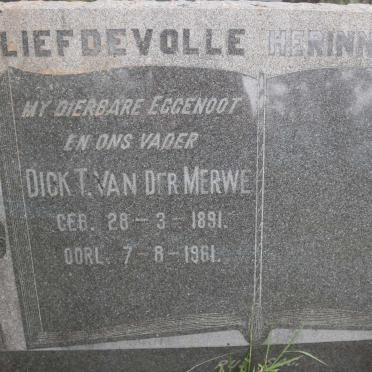 LIEFDEVOLLE HERINN
MY DIERBARE EGGENOOT
EN ONS VADER
DICK T. VAN DER MERWE
GEB. 28-3-1891.
OORL. 7-8-1961.